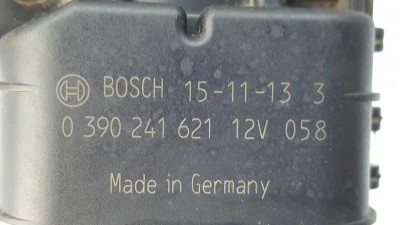 BOSCH 15-11-13 3
0 390 241 621 12V 058
Made in Germany